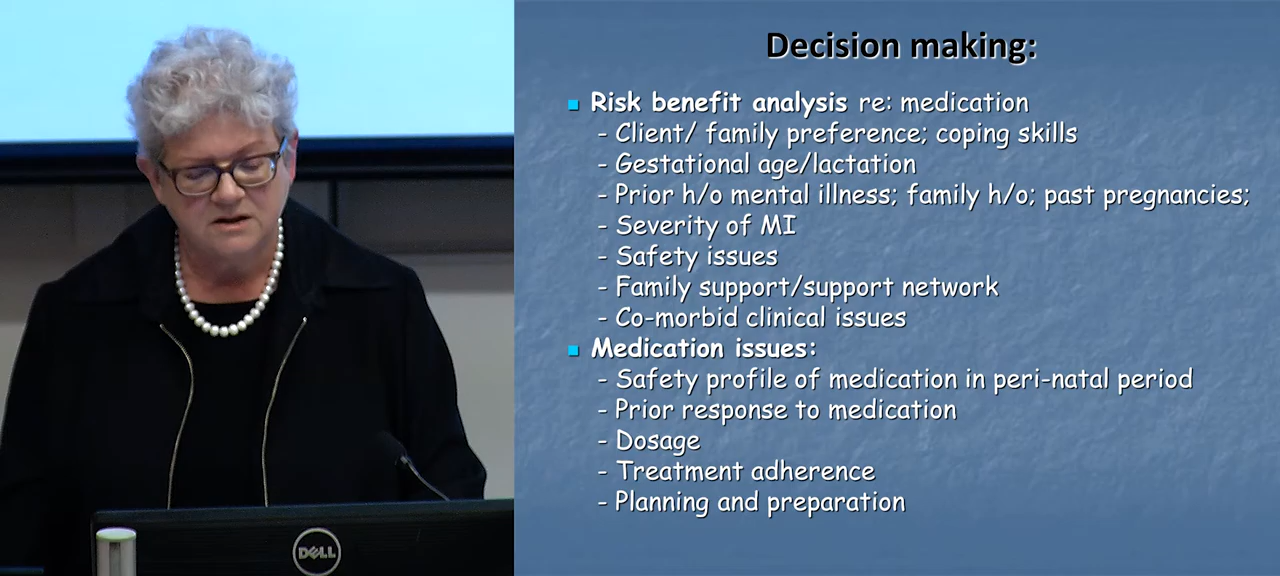 Decision making:
Risk benefit analysis re: medication
- Client/ family preference; coping skills
- Gestational age/lactation
- Prior h/o mental illness; family h/o; past pregnancies;
- Severity of MI
- Safety issues
- Family support/support network
- Co-morbid clinical issues
Medication issues:
- Safety profile of medication in peri-natal period
- Prior response to medication
- Dosage
- Treatment adherence
- Planning and preparation
DELL